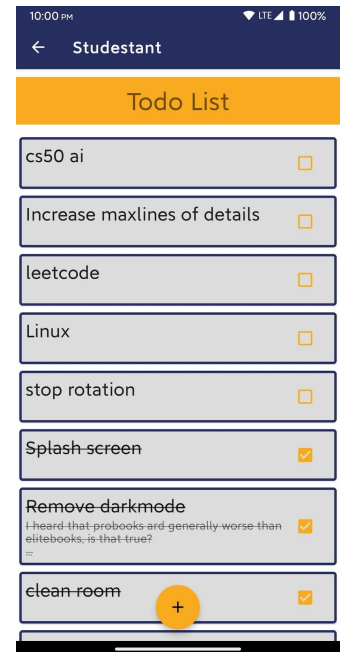 10:00 PM LTE 100%
Studestant
Todo List
cs50 ai
Increase maxlines of details
leetcode
Linux
stop rotation
Splash screen
Remove darkmode
I heard that probooks ard generally worse than
elitebooks, is that true?
...
clean room
+